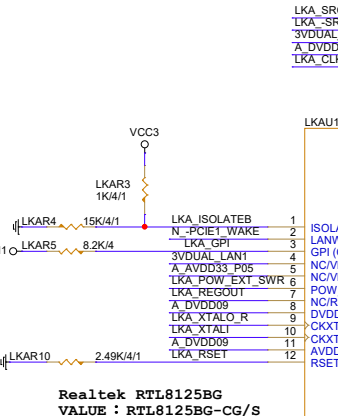 LKA_SR
LKA_-SR
3VDUAL_
A_DVDD
LKA_CL
LKAU1
VCC3
LKAR3
1K/4/1
LKAR4 15K/4/1 LKA_ISOLATEB 1 ISOL
N_-PCIE1_WAKE 2 LANW
1 LKAR5 8.2K/4 LKA_GPI 3 GPI (
3VDUAL_LAN1 4 NC/V
A_AVDD33_P05 5 NC/V
LKA_POW_EXT_SWR 6 POW
LKA_REGOUT 7 NC/R
A_DVDD09 8 DVDD
LKA_XTALO_R 9 CKXT
LKA_XTALI 10 CKXT
A_DVDD09 11 AVDD
LKAR10 2.49K/4/1 LKA_RSET 12 RSET
Realtek RTL8125BG
VALUE : RTL8125BG-CG/S